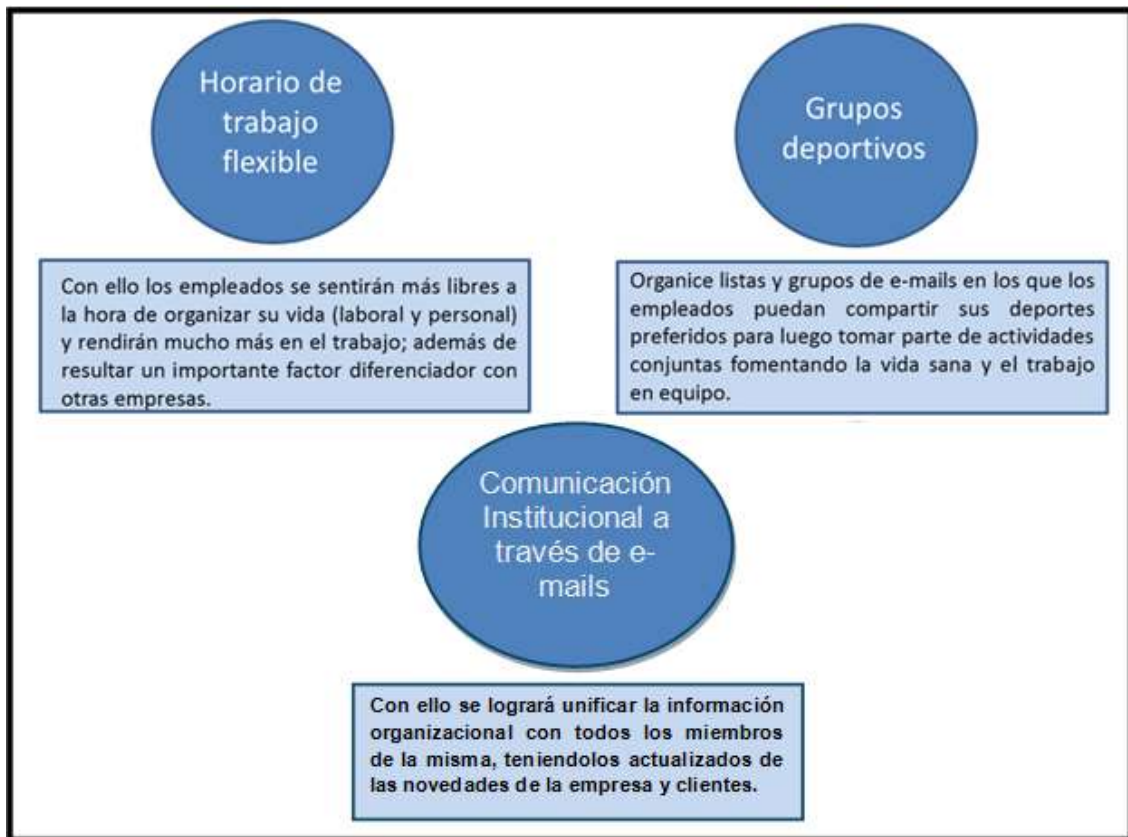 Horario de
trabajo
flexible
Con ello los empleados se sentirán más libres a
la hora de organizar su vida (laboral y personal)
y rendirán mucho más en el trabajo; además de
resultar un importante factor diferenciador con
otras empresas.
Grupos
deportivos
Organice listas y grupos de e-mails en los que los
empleados puedan compartir sus deportes
preferidos para luego tomar parte de actividades
conjuntas fomentando la vida sana y el trabajo
en equipo.
Comunicación
Institucional a
través de e-
mails
Con ello se logrará unificar la información
organizacional con todos los miembros
de la misma, teniendolos actualizados de
las novedades de la empresa y clientes.